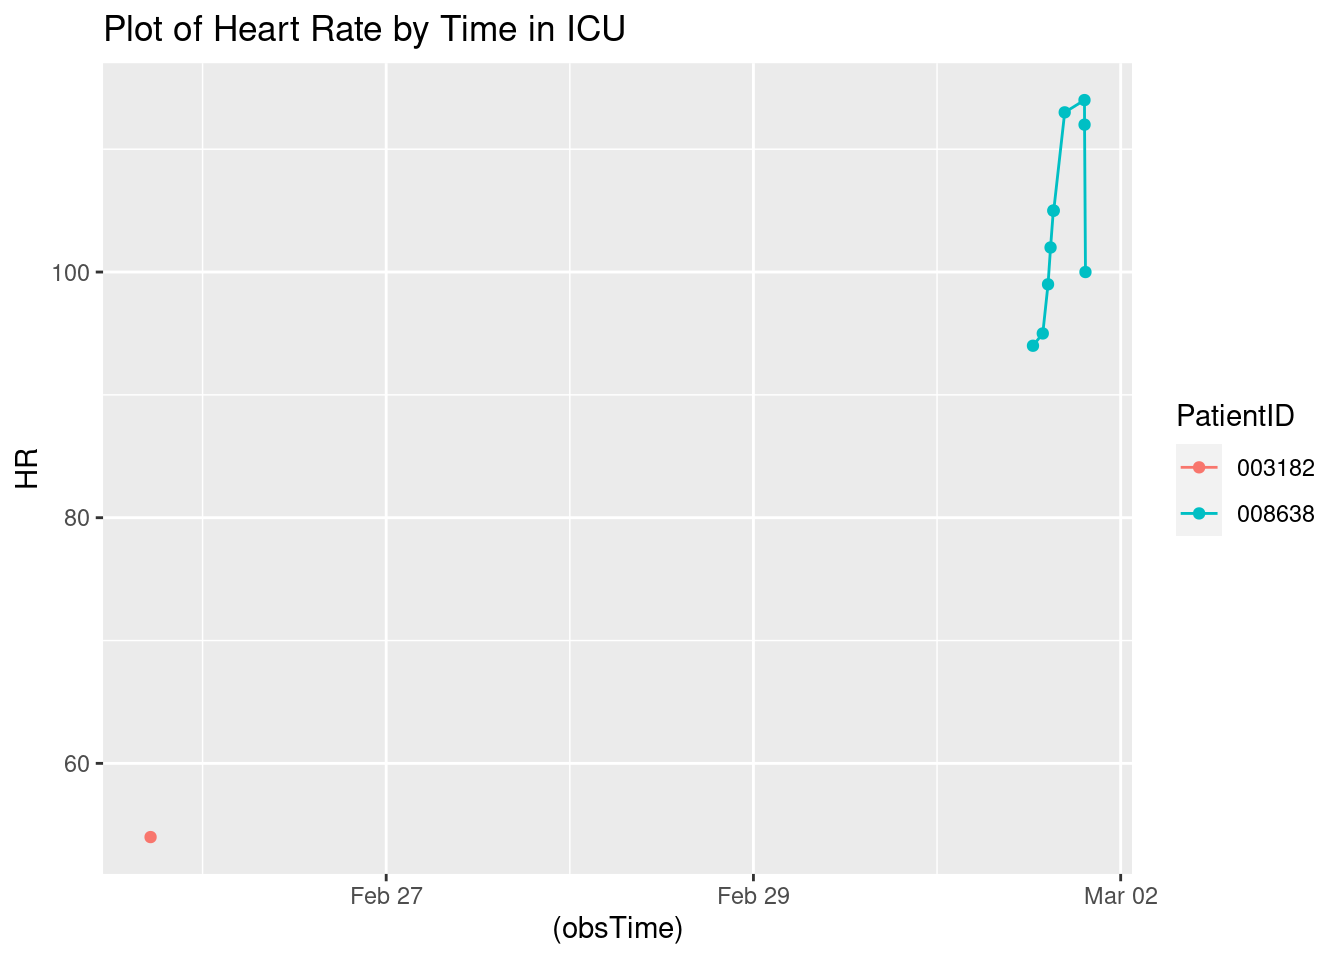 Plot of Heart Rate by Time in ICU
HR
100
80
60
Feb 27
Feb 29
Mar 02
(obsTime)
PatientID
003182
008638